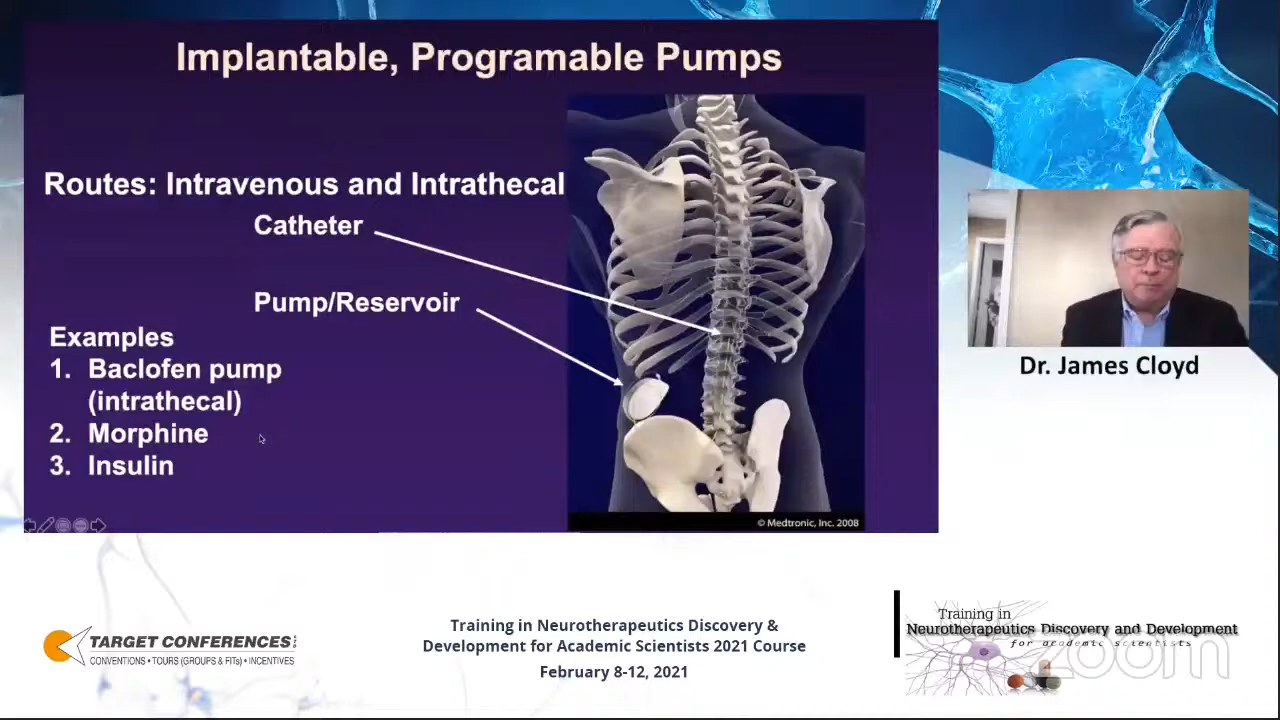 Implantable, Programable Pumps
Routes: Intravenous and Intrathecal
Catheter
Pump/Reservoir
Examples
1. Baclofen pump
(intrathecal)
2. Morphine
3. Insulin
© Medtronic, Inc. 2008
Dr. James Cloyd
TARGET CONFERENCES
CONVENTIONS • TOURS (GROUPS & FITs) • INCENTIVES
Training in Neurotherapeutics Discovery &
Development for Academic Scientists 2021 Course
February 8-12, 2021
Training in
Neurotherapeutics Discovery and Development
for academic scientists
zoom